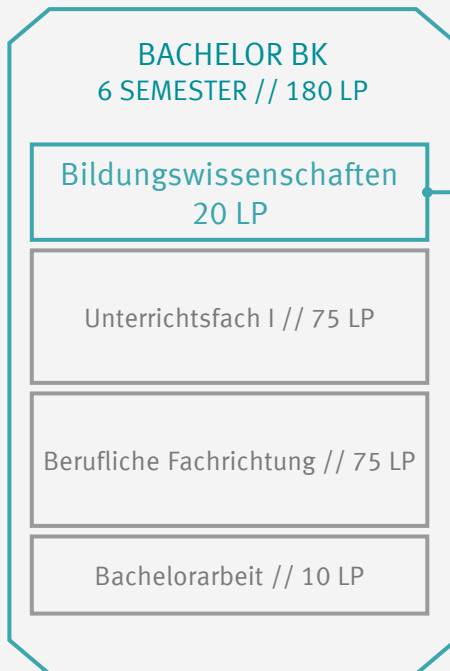 BACHELOR BK
6 SEMESTER // 180 LP
Bildungswissenschaften
20 LP
Unterrichtsfach I // 75 LP
Berufliche Fachrichtung // 75 LP
Bachelorarbeit // 10 LP